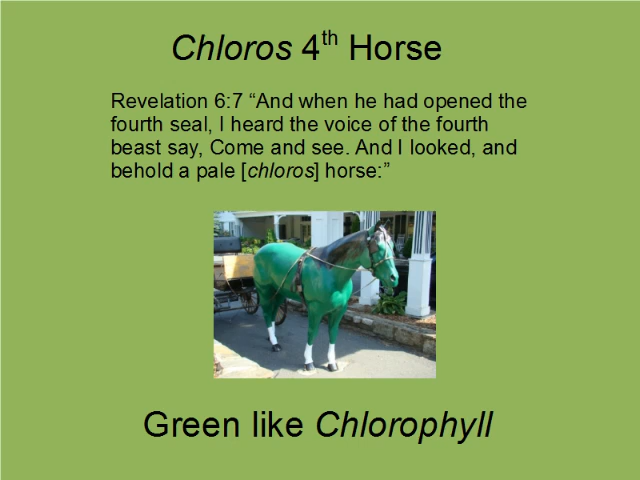 Chloros 4th Horse
Revelation 6:7 “And when he had opened the
fourth seal, I heard the voice of the fourth
beast say, Come and see. And I looked, and
behold a pale [chloros] horse:”
Green like Chlorophyll